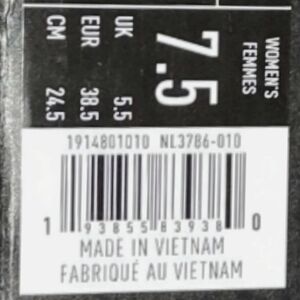 WOMEN'S
FEMMES
7.5
UK 5.5
EUR 38.5
CM 24.5
1914801010 NL3786-010
1 93855 83938 0
MADE IN VIETNAM
FABRIQUÉ AU VIETNAM